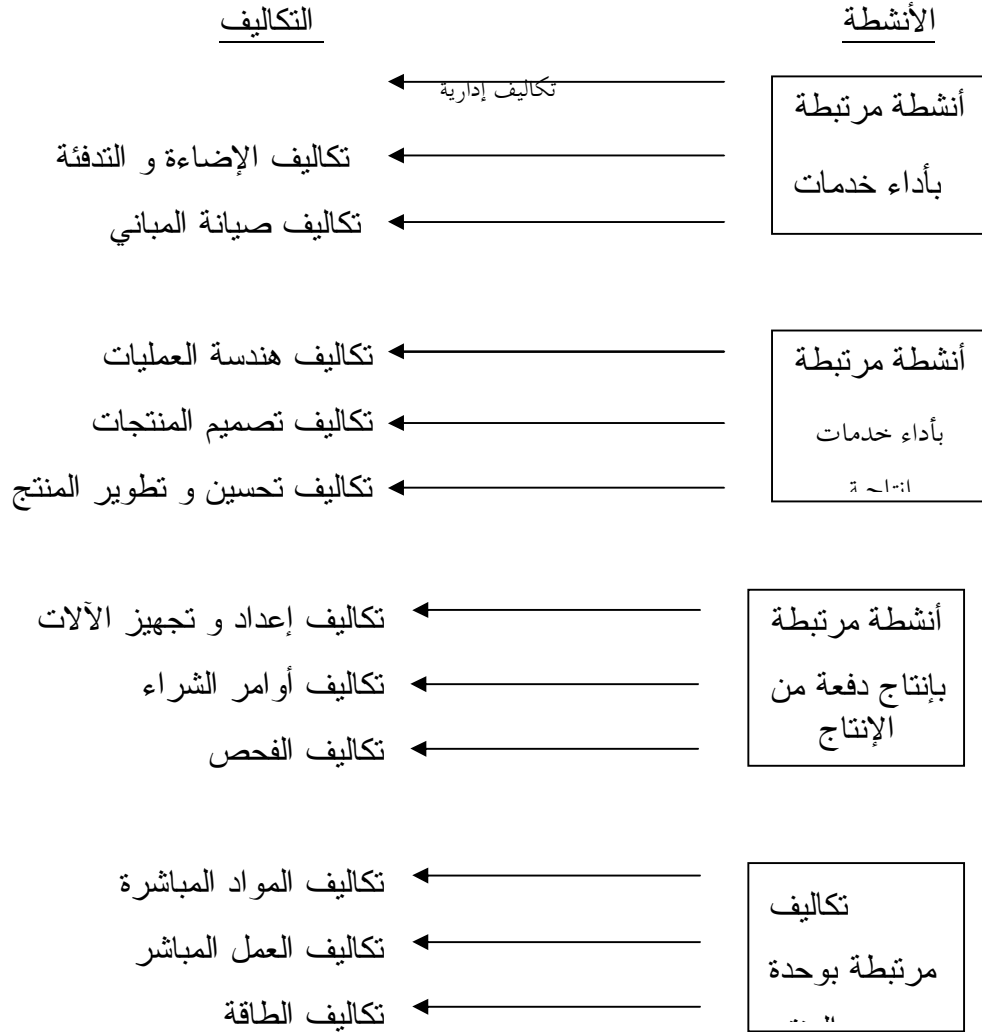 الأنشطة
التكاليف
أنشطة مرتبطة
بأداء خدمات
تكاليف إدارية
تكاليف الإضاءة و التدفئة
تكاليف صيانة المباني
أنشطة مرتبطة
بأداء خدمات
إنتاجية
تكاليف هندسة العمليات
تكاليف تصميم المنتجات
تكاليف تحسين و تطوير المنتج
أنشطة مرتبطة
بإنتاج دفعة من
الإنتاج
تكاليف إعداد و تجهيز الآلات
تكاليف أوامر الشراء
تكاليف الفحص
تكاليف
مرتبطة بوحدة
تكاليف المواد المباشرة
تكاليف العمل المباشر
تكاليف الطاقة